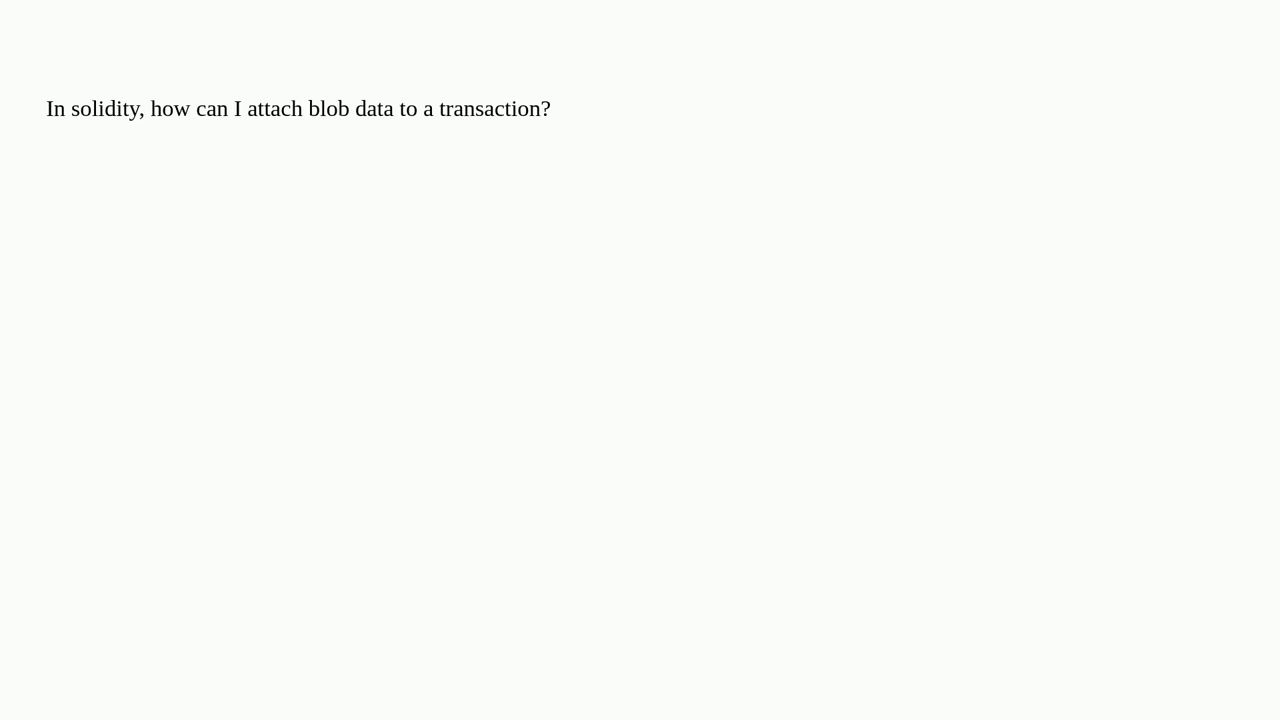 In solidity, how can I attach blob data to a transaction?